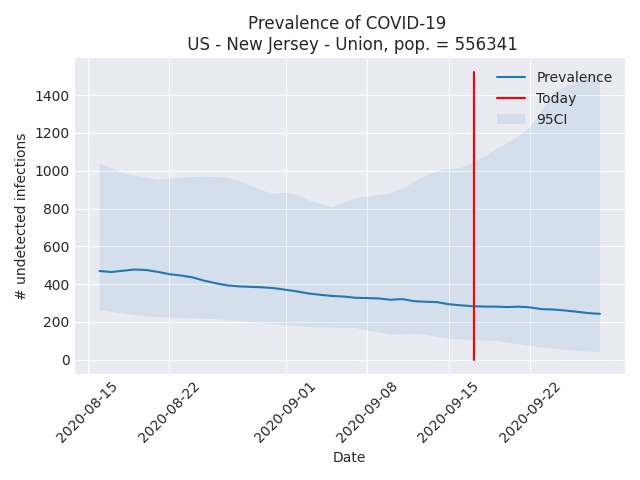 Prevalence of COVID-19
US - New Jersey - Union, pop. = 556341
Prevalence
Today
95CI
1400
1200
1000
800
600
400
200
0
# undetected infections
2020-08-15
2020-08-22
2020-09-01
2020-09-08
2020-09-15
2020-09-22
Date